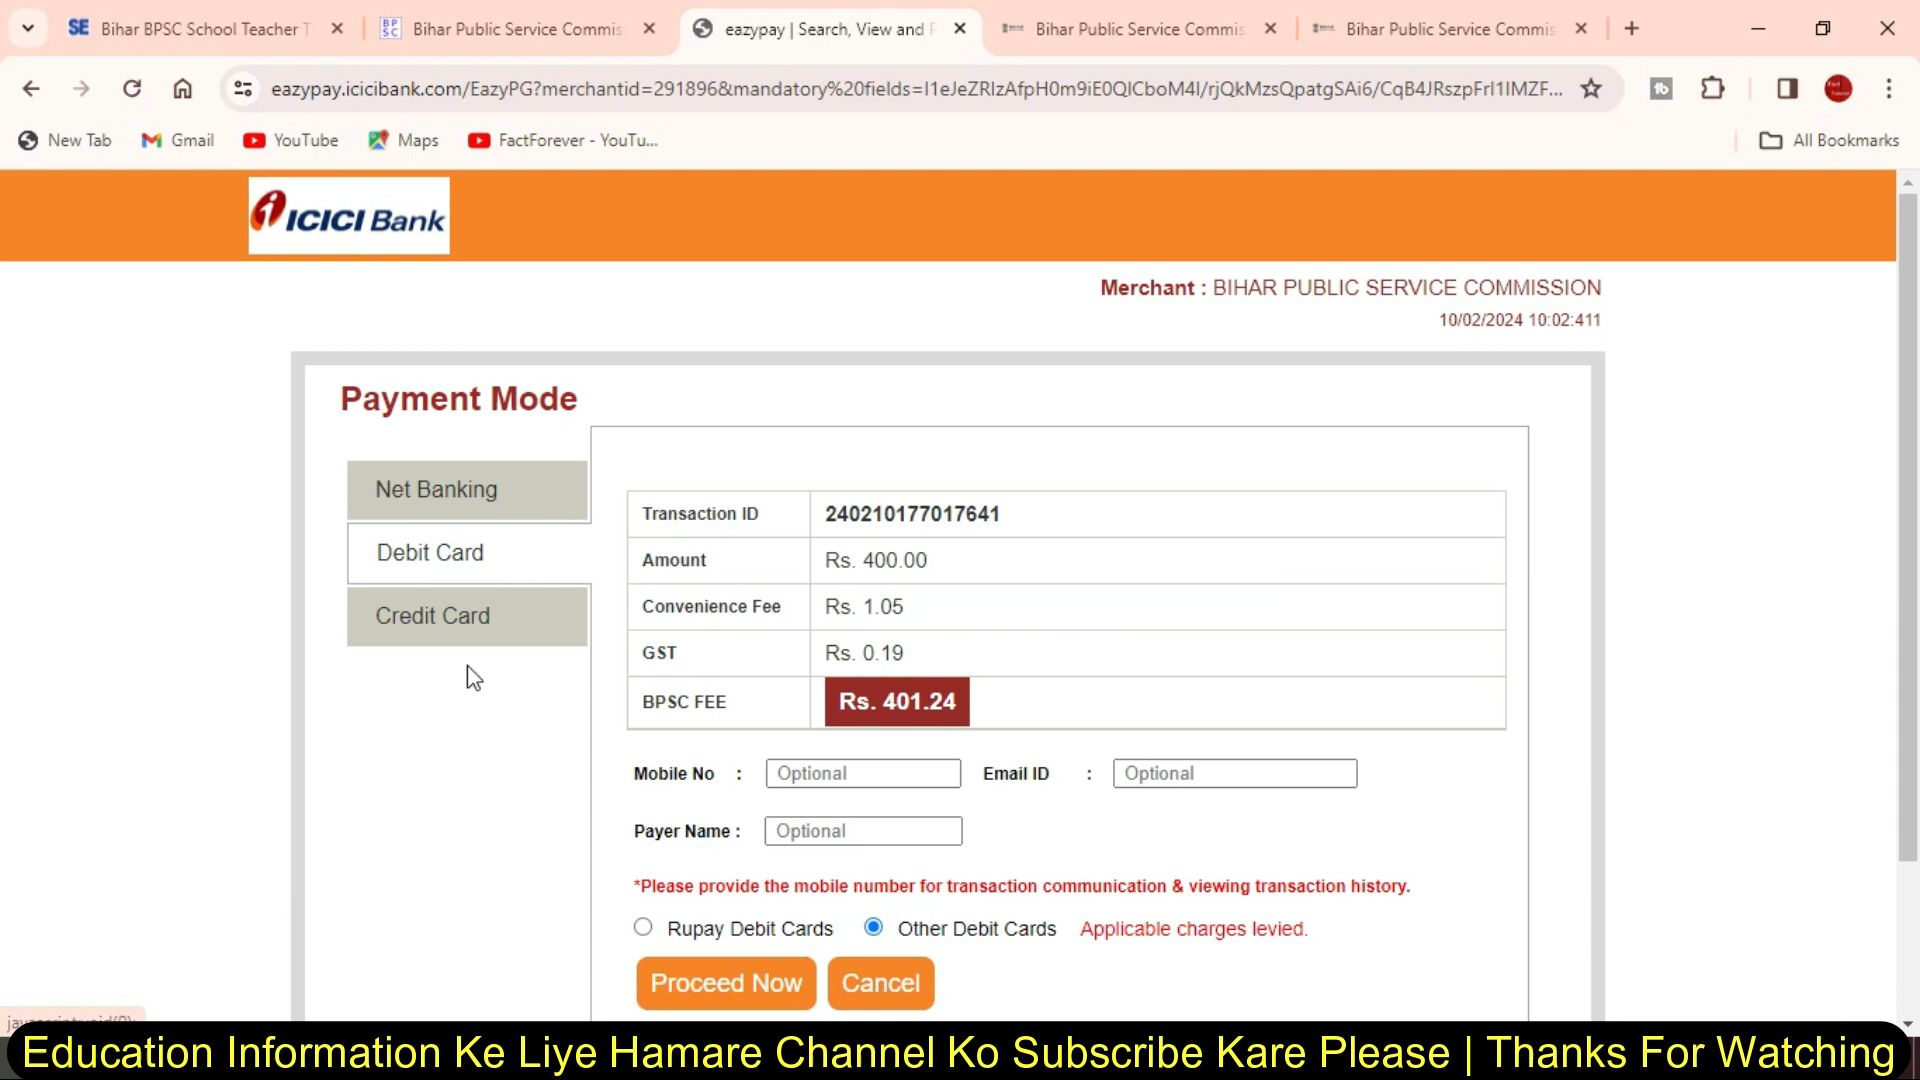 SE Bihar BPSC School Teacher T
BPSC Bihar Public Service Commis
eazypay | Search, View and P
Bihar Public Service Commis
Bihar Public Service Commis
eazypay.icicibank.com/EazyPG?merchantid=291896&mandatory%20fields=l1eJeZRlzAfpH0m9iE0QlCboM4l/rjQkMzsQpatgSAi6/CqB4JRszpFrl1lMZF...
New Tab
Gmail
YouTube
Maps
FactForever - YouTu...
All Bookmarks
ICICI Bank
Merchant : BIHAR PUBLIC SERVICE COMMISSION
10/02/2024 10:02:411
Payment Mode
Net Banking
Debit Card
Credit Card
Transaction ID 240210177017641
Amount Rs. 400.00
Convenience Fee Rs. 1.05
GST Rs. 0.19
BPSC FEE Rs. 401.24
Mobile No : Optional Email ID : Optional
Payer Name : Optional
*Please provide the mobile number for transaction communication & viewing transaction history.
Rupay Debit Cards Other Debit Cards Applicable charges levied.
Proceed Now Cancel
Education Information Ke Liye Hamare Channel Ko Subscribe Kare Please | Thanks For Watching